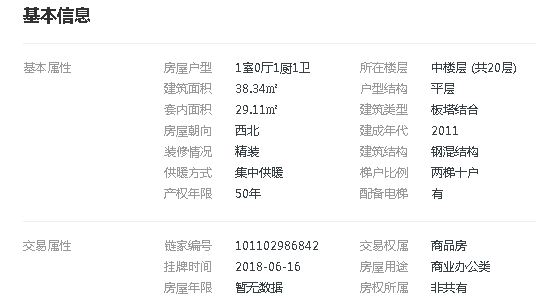 基本信息
基本属性 房屋户型 1室0厅1厨1卫 所在楼层 中楼层 (共20层)
建筑面积 38.34㎡ 户型结构 平层
套内面积 29.11㎡ 建筑类型 板塔结合
房屋朝向 西北 建成年代 2011
装修情况 精装 建筑结构 钢混结构
供暖方式 集中供暖 梯户比例 两梯十户
产权年限 50年 配备电梯 有
交易属性 链家编号 101102986842 交易权属 商品房
挂牌时间 2018-06-16 房屋用途 商业办公类
房屋年限 暂无数据 房权所属 非共有